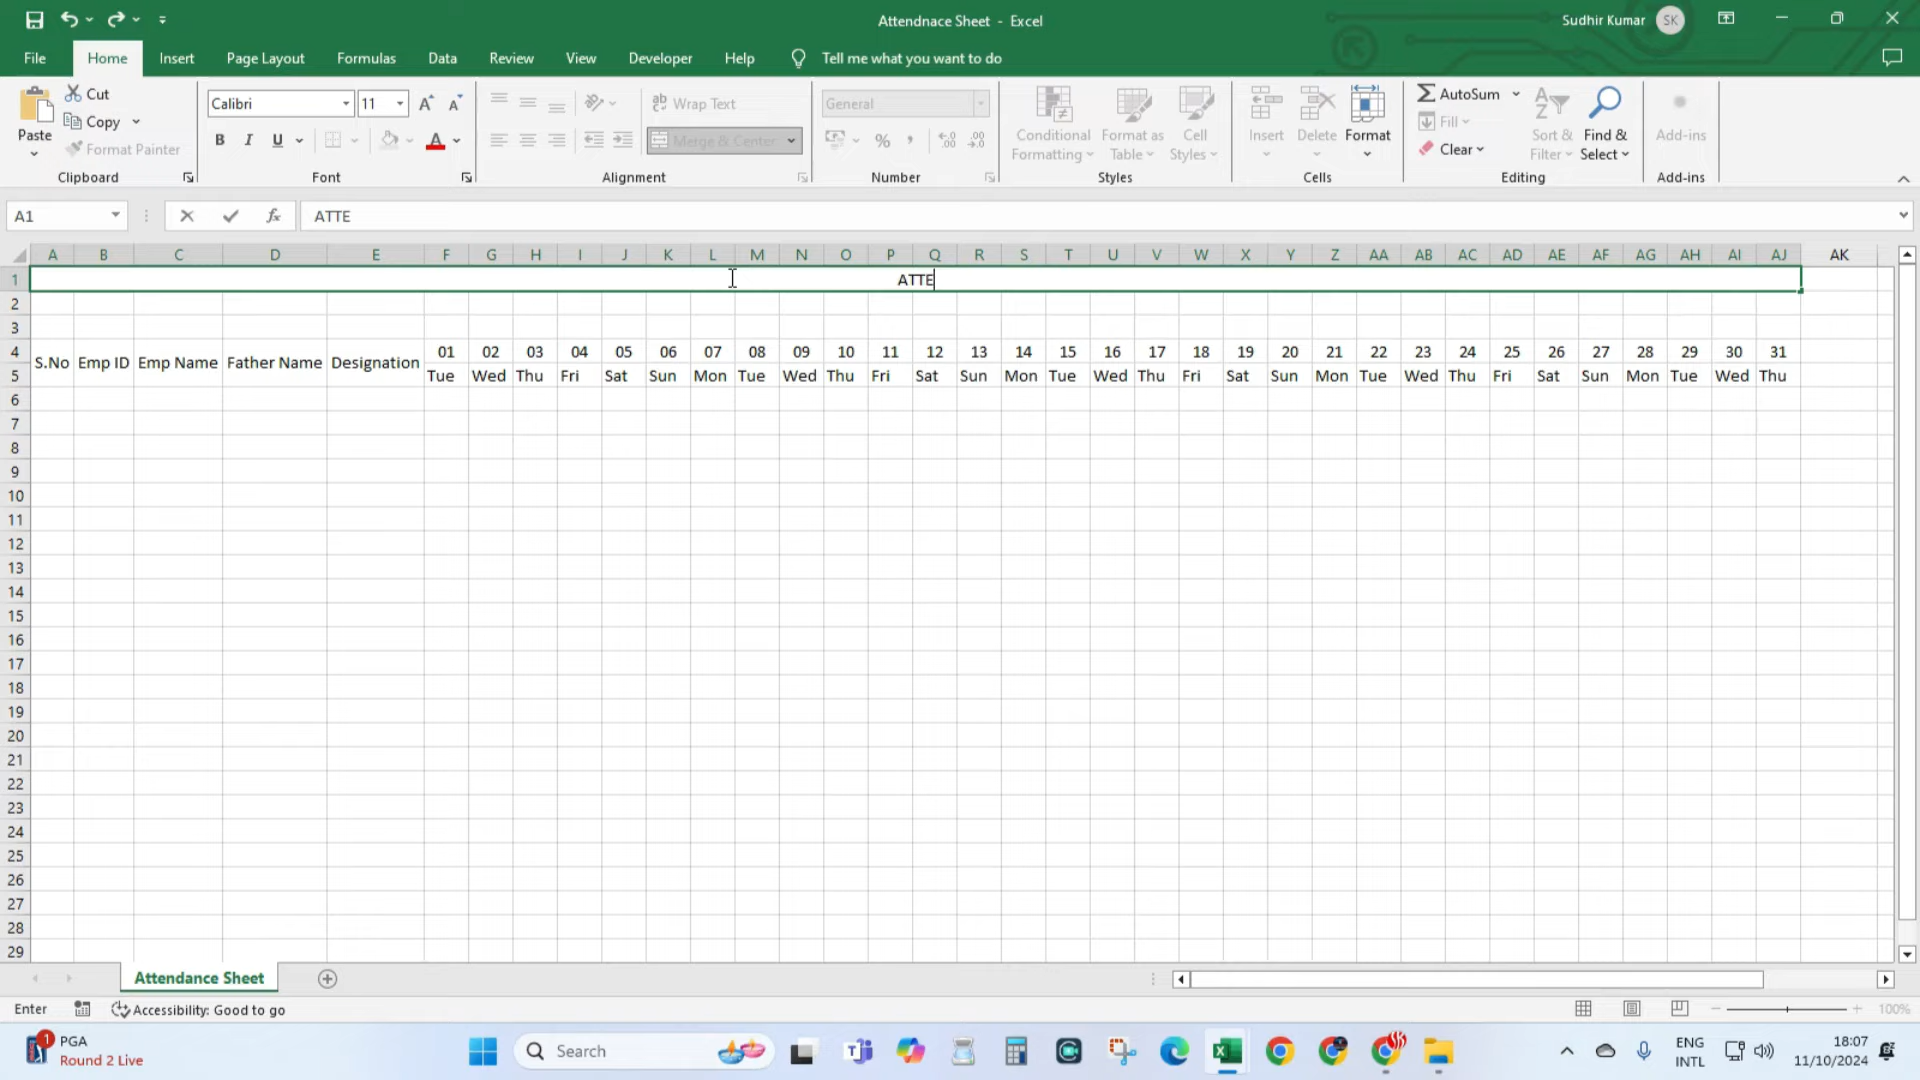 Attendnace Sheet - Excel
Sudhir Kumar SK
File Home Insert Page Layout Formulas Data Review View Developer Help Tell me what you want to do
Paste
Cut
Copy
Format Painter
Clipboard
Calibri 11
B I U
Font
Wrap Text
Merge & Center
Alignment
General
%
Number
Conditional Formatting
Format as Table
Cell Styles
Styles
Insert Delete Format
Cells
AutoSum
Fill
Clear
Sort & Filter
Find & Select
Editing
Add-ins
Add-ins
A1 fx ATTE
A B C D E F G H I J K L M N O P Q R S T U V W X Y Z AA AB AC AD AE AF AG AH AI AJ AK
1 ATTE
2
3
4 S.No Emp ID Emp Name Father Name Designation 01 02 03 04 05 06 07 08 09 10 11 12 13 14 15 16 17 18 19 20 21 22 23 24 25 26 27 28 29 30 31
5 Tue Wed Thu Fri Sat Sun Mon Tue Wed Thu Fri Sat Sun Mon Tue Wed Thu Fri Sat Sun Mon Tue Wed Thu Fri Sat Sun Mon Tue Wed Thu
6
7
8
9
10
11
12
13
14
15
16
17
18
19
20
21
22
23
24
25
26
27
28
29
Attendance Sheet
Enter Accessibility: Good to go 100%
1 PGA
Round 2 Live
Search
ENG
INTL
18:07
11/10/2024